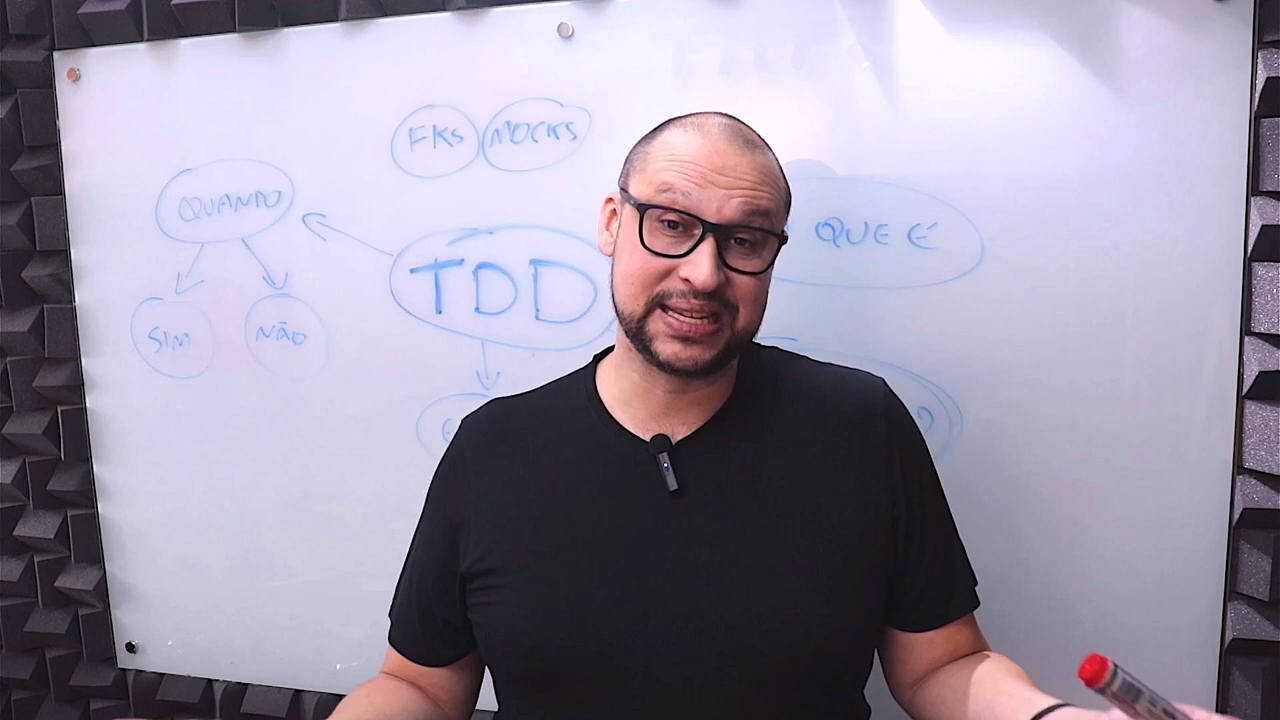 FKs MOCKS
QUANDO
QUE É
TDD
SIM NÃO